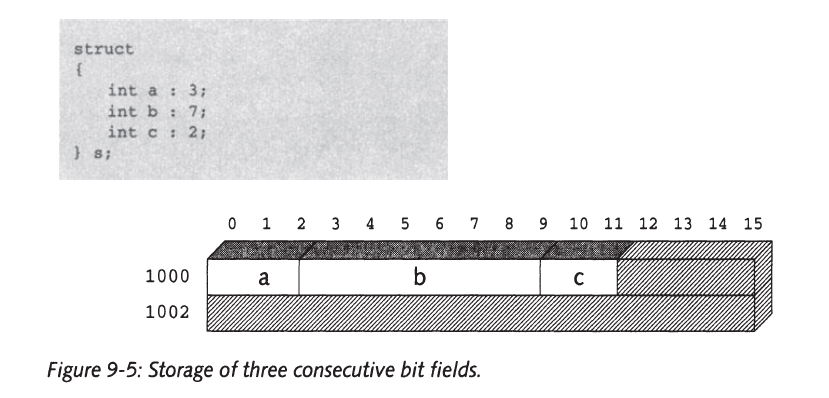 struct
{
int a : 3;
int b : 7;
int c : 2;
} s;
0 1 2 3 4 5 6 7 8 9 10 11 12 13 14 15
1000 a b c
1002
Figure 9-5: Storage of three consecutive bit fields.